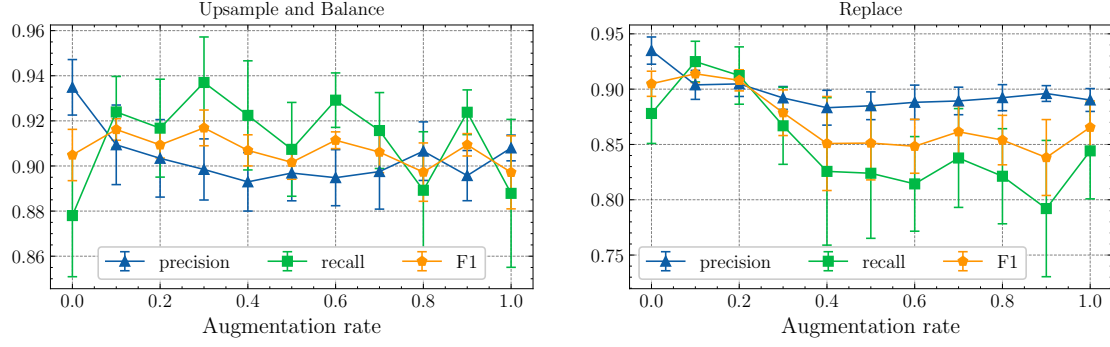 Upsample and Balance
0.96
0.94
0.92
0.90
0.88
0.86
precision
recall
F1
0.0
0.2
0.4
0.6
0.8
1.0
Augmentation rate
Replace
0.95
0.90
0.85
0.80
0.75
precision
recall
F1
0.0
0.2
0.4
0.6
0.8
1.0
Augmentation rate